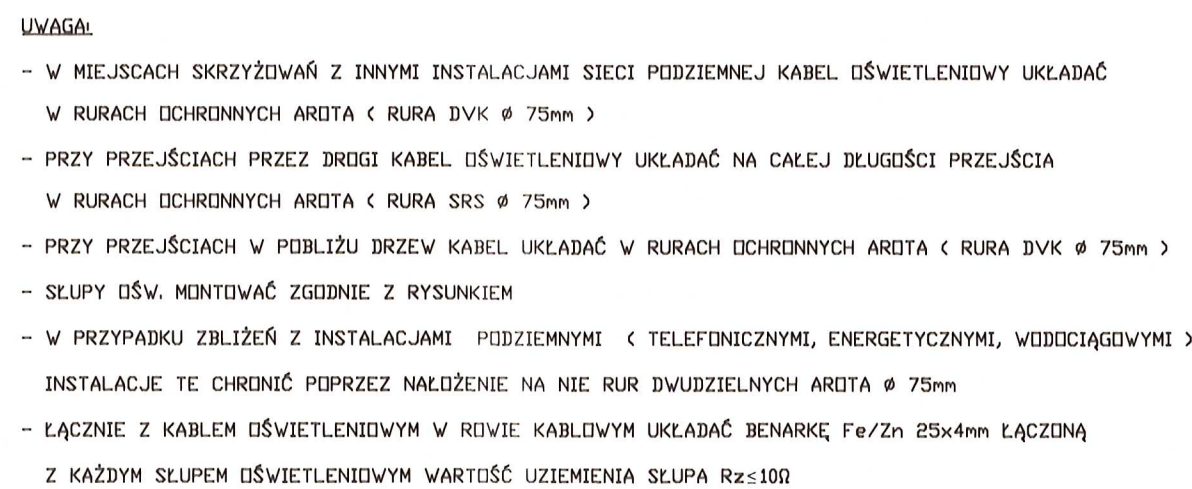 UWAGA!
- W MIEJSCACH SKRZYŻOWAŃ Z INNYMI INSTALACJAMI SIECI PODZIEMNEJ KABEL OŚWIETLENIOWY UKŁADAĆ
W RURACH OCHRONNYCH AROTA ( RURA DVK ø 75mm )
- PRZY PRZEJŚCIACH PRZEZ DROGI KABEL OŚWIETLENIOWY UKŁADAĆ NA CAŁEJ DŁUGOŚCI PRZEJŚCIA
W RURACH OCHRONNYCH AROTA ( RURA SRS ø 75mm )
- PRZY PRZEJŚCIACH W POBLIŻU DRZEW KABEL UKŁADAĆ W RURACH OCHRONNYCH AROTA ( RURA DVK ø 75mm )
- SŁUPY OŚW. MONTOWAĆ ZGODNIE Z RYSUNKIEM
- W PRZYPADKU ZBLIŻEŃ Z INSTALACJAMI PODZIEMNYMI ( TELEFONICZNYMI, ENERGETYCZNYMI, WODOCIĄGOWYMI )
INSTALACJE TE CHRONIĆ POPRZEZ NAŁOŻENIE NA NIE RUR DWUDZIELNYCH AROTA ø 75mm
- ŁĄCZNIE Z KABLEM OŚWIETLENIOWYM W ROWIE KABLOWYM UKŁADAĆ BENARKĘ Fe/Zn 25x4mm ŁĄCZONĄ
Z KAŻDYM SŁUPEM OŚWIETLENIOWYM WARTOŚĆ UZIEMIENIA SŁUPA Rz≤10Ω